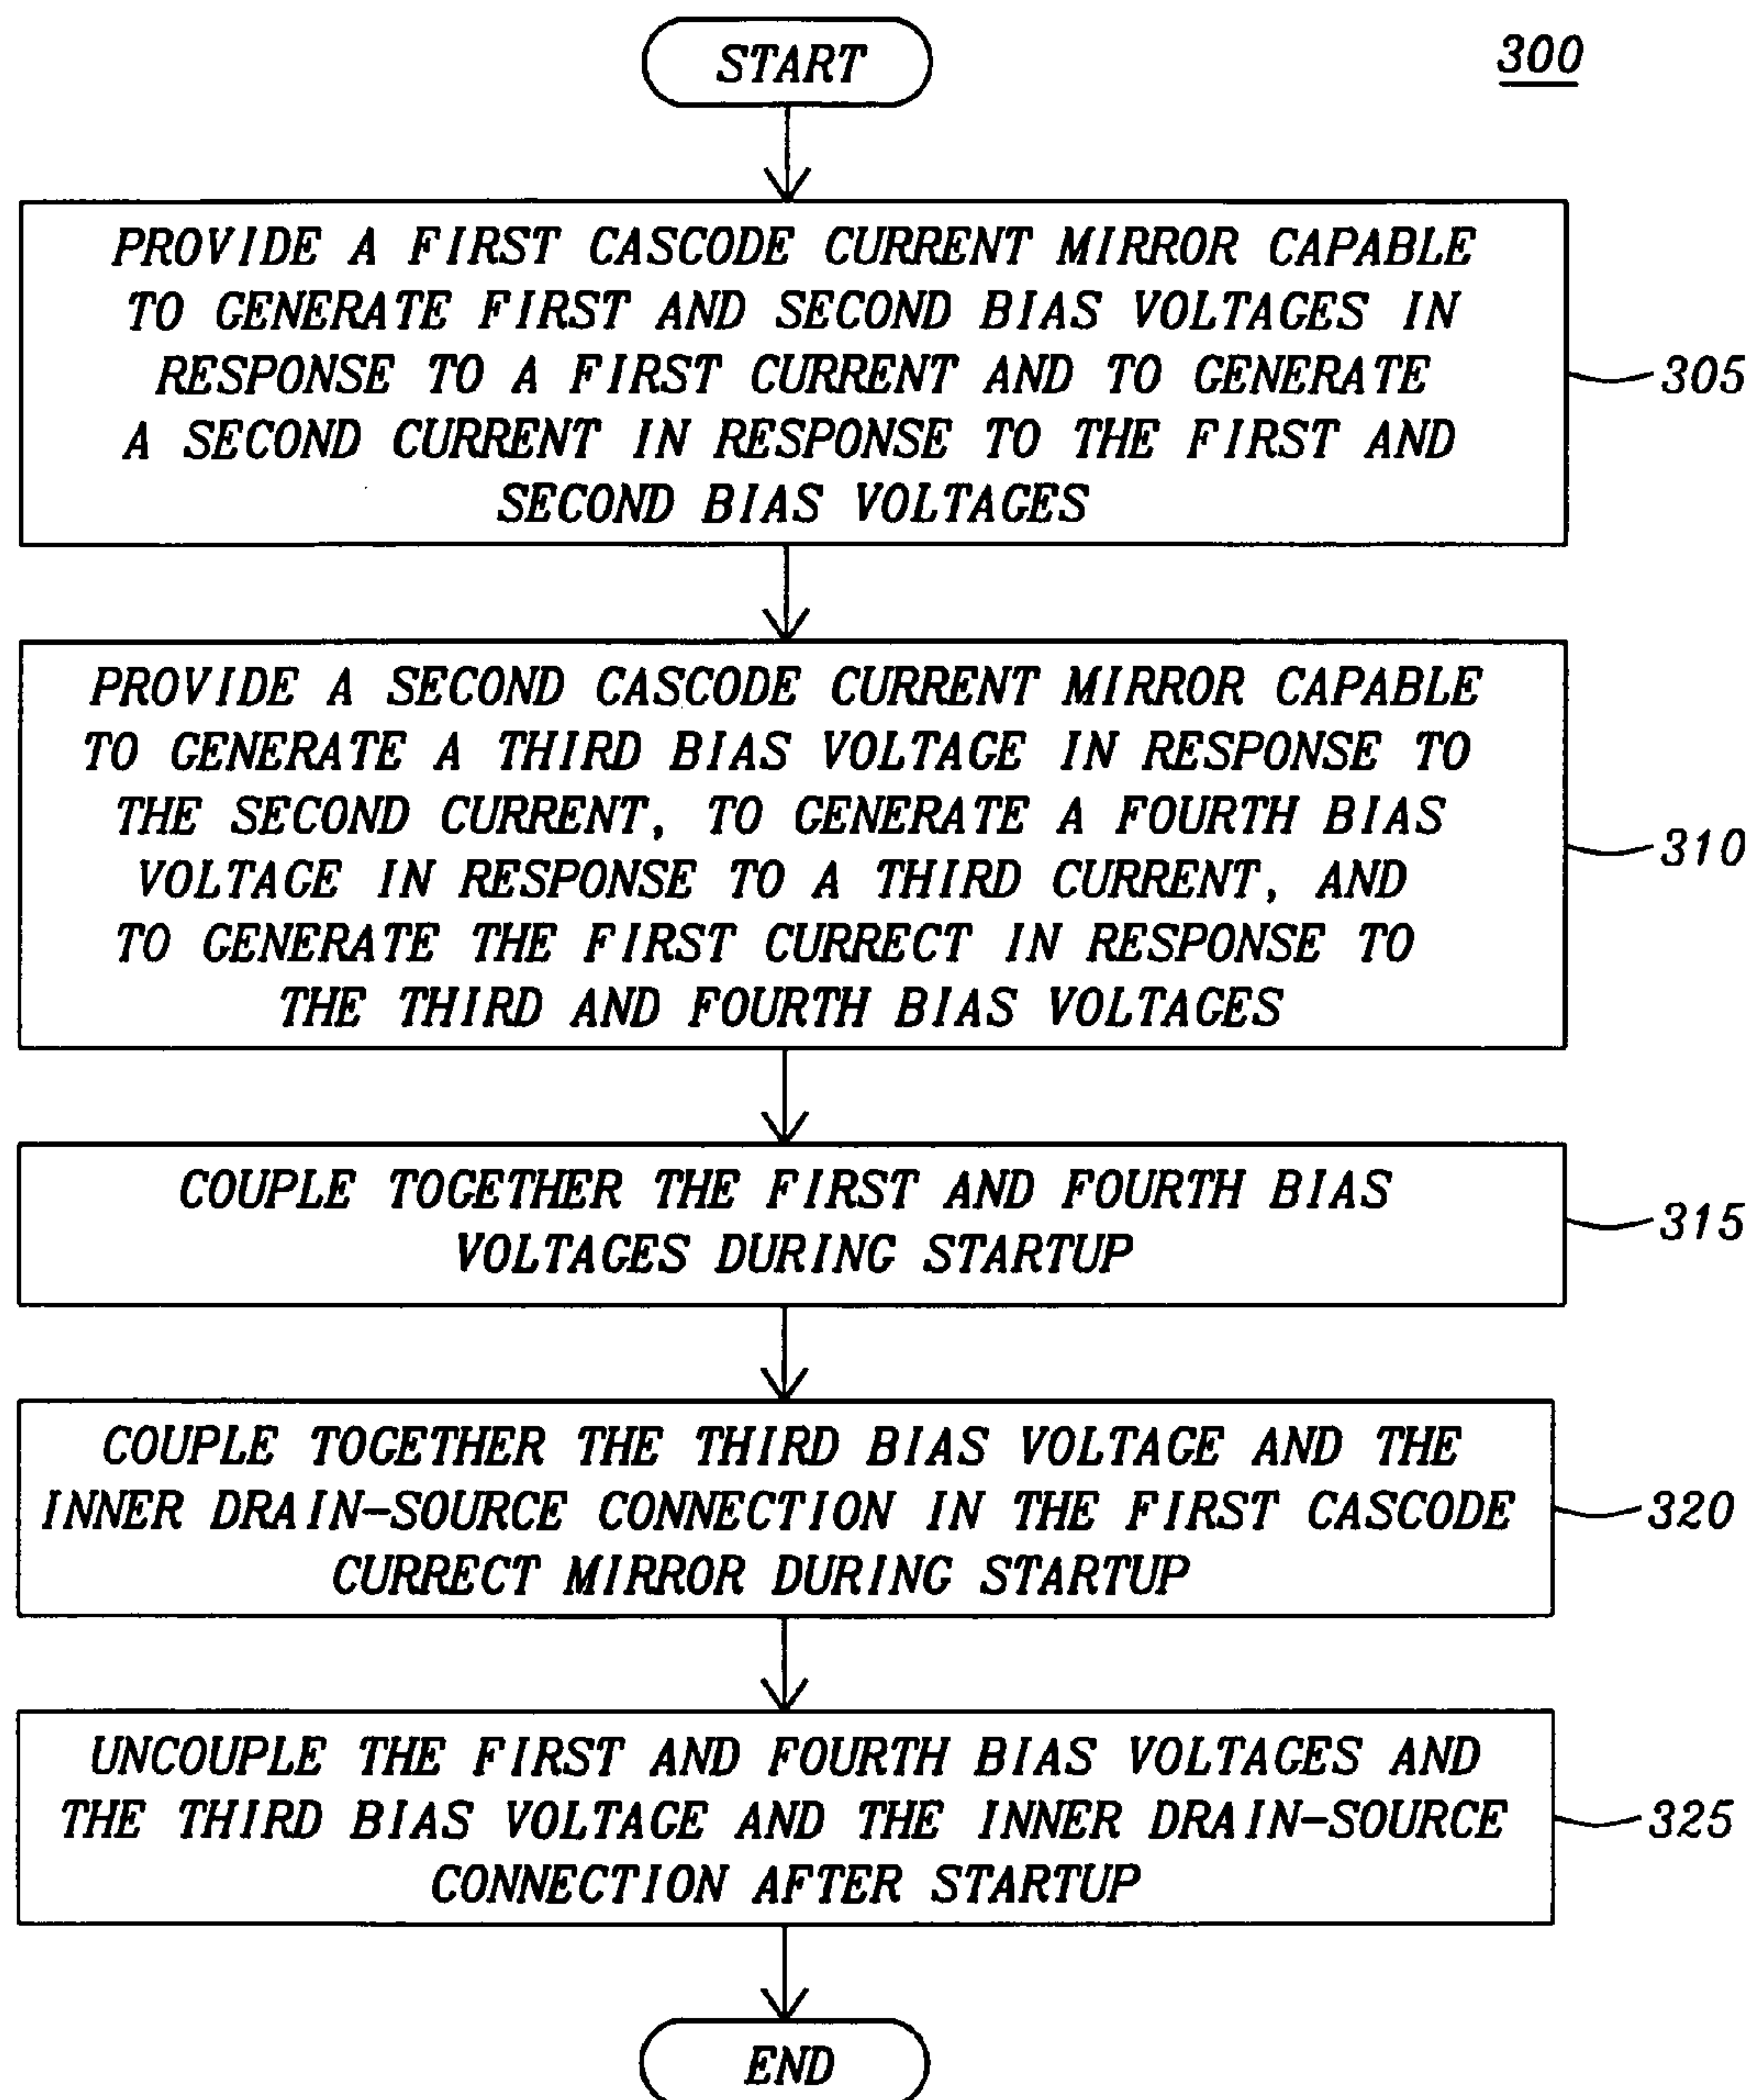 START
300
PROVIDE A FIRST CASCODE CURRENT MIRROR CAPABLE
TO GENERATE FIRST AND SECOND BIAS VOLTAGES IN
RESPONSE TO A FIRST CURRENT AND TO GENERATE
A SECOND CURRENT IN RESPONSE TO THE FIRST AND
SECOND BIAS VOLTAGES
305
PROVIDE A SECOND CASCODE CURRENT MIRROR CAPABLE
TO GENERATE A THIRD BIAS VOLTAGE IN RESPONSE TO
THE SECOND CURRENT, TO GENERATE A FOURTH BIAS
VOLTAGE IN RESPONSE TO A THIRD CURRENT, AND
TO GENERATE THE FIRST CURRECT IN RESPONSE TO
THE THIRD AND FOURTH BIAS VOLTAGES
310
COUPLE TOGETHER THE FIRST AND FOURTH BIAS
VOLTAGES DURING STARTUP
315
COUPLE TOGETHER THE THIRD BIAS VOLTAGE AND THE
INNER DRAIN-SOURCE CONNECTION IN THE FIRST CASCODE
CURRECT MIRROR DURING STARTUP
320
UNCOUPLE THE FIRST AND FOURTH BIAS VOLTAGES AND
THE THIRD BIAS VOLTAGE AND THE INNER DRAIN-SOURCE
CONNECTION AFTER STARTUP
325
END